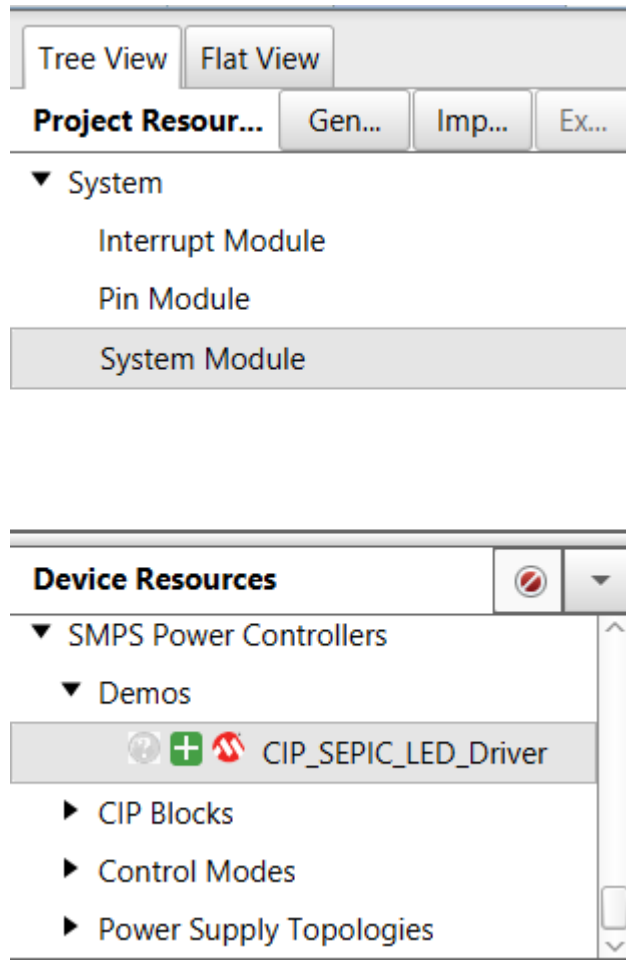 Tree View Flat View
Project Resour... Gen... Imp... Ex...
System
Interrupt Module
Pin Module
System Module
Device Resources
SMPS Power Controllers
Demos
CIP_SEPIC_LED_Driver
CIP Blocks
Control Modes
Power Supply Topologies